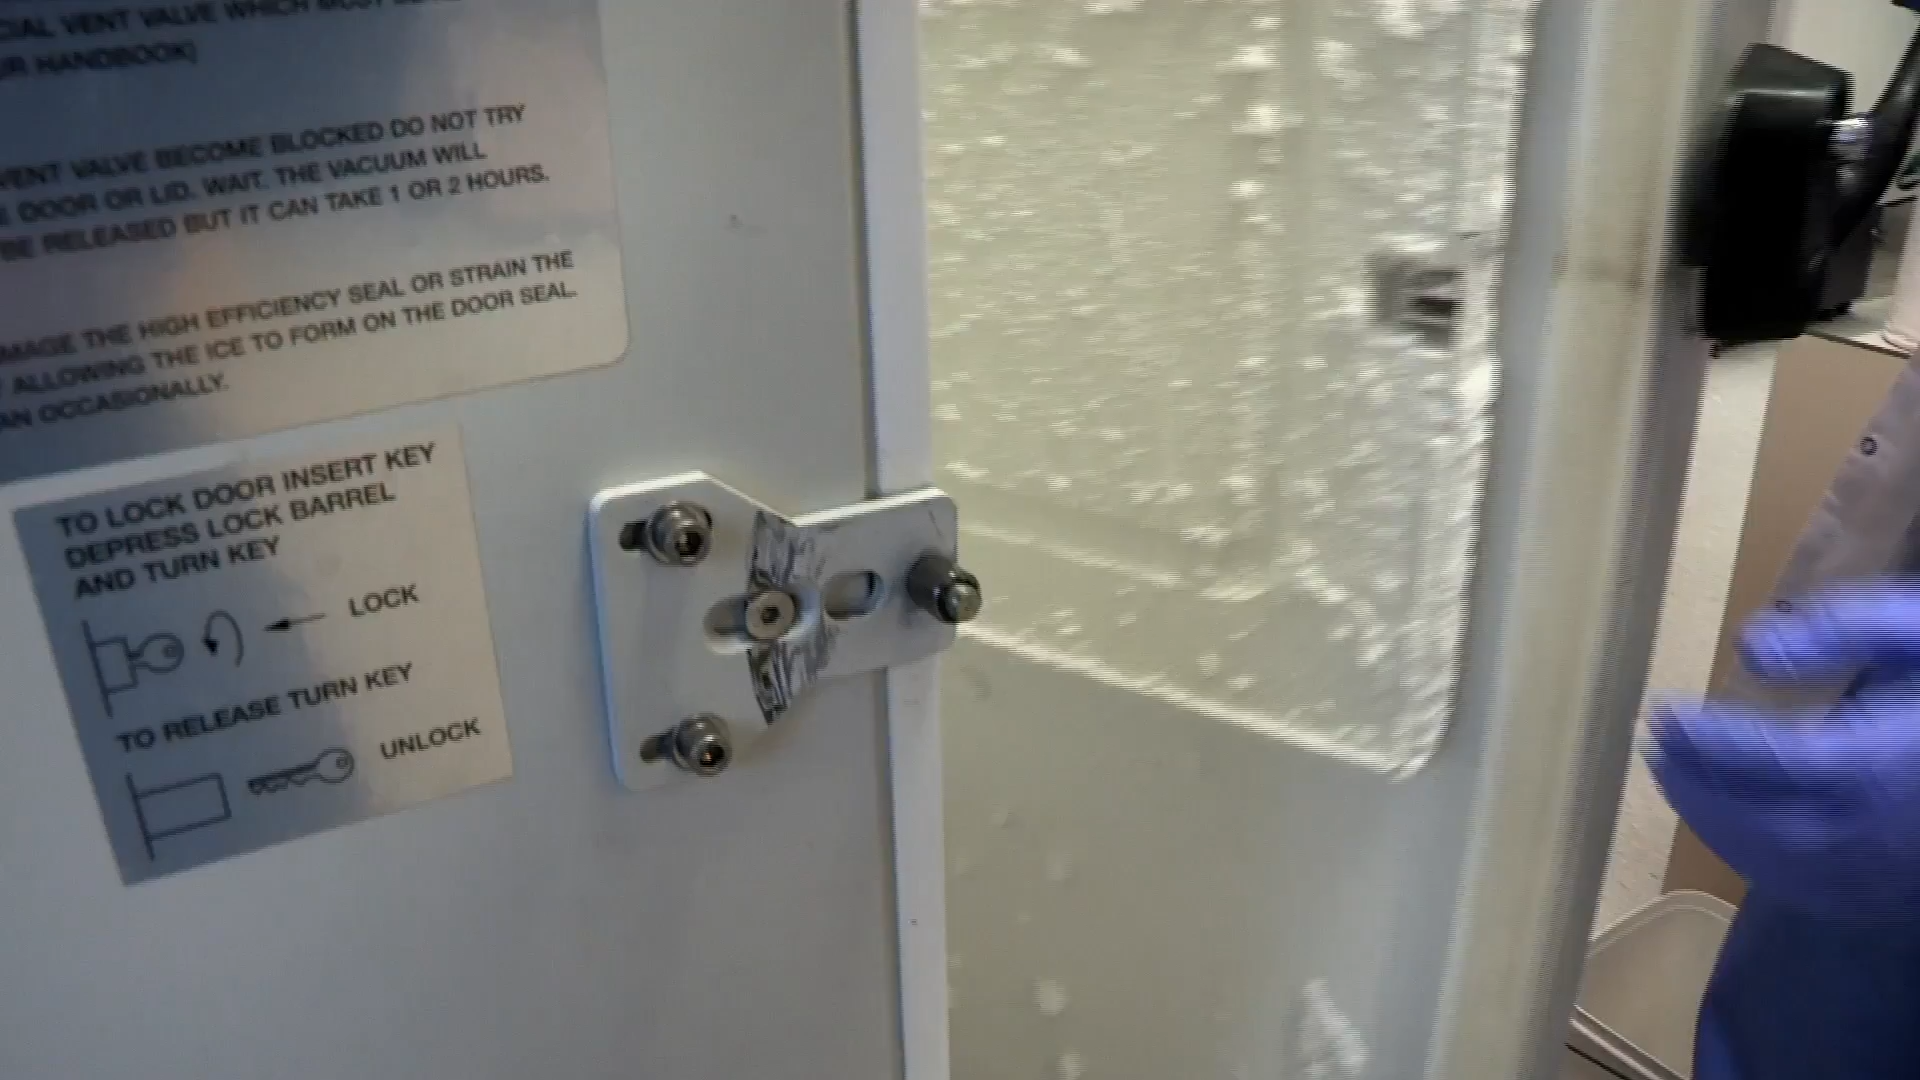 CIAL VENT VALVE WHICH MUST
UR HANDBOOK)
VENT VALVE BECOME BLOCKED DO NOT TRY
E DOOR OR LID. WAIT. THE VACUUM WILL
BE RELEASED BUT IT CAN TAKE 1 OR 2 HOURS.
MAGE THE HIGH EFFICIENCY SEAL OR STRAIN THE
ALLOWING THE ICE TO FORM ON THE DOOR SEAL.
AN OCCASIONALLY.
TO LOCK DOOR INSERT KEY
DEPRESS LOCK BARREL
AND TURN KEY
LOCK
TO RELEASE TURN KEY
UNLOCK